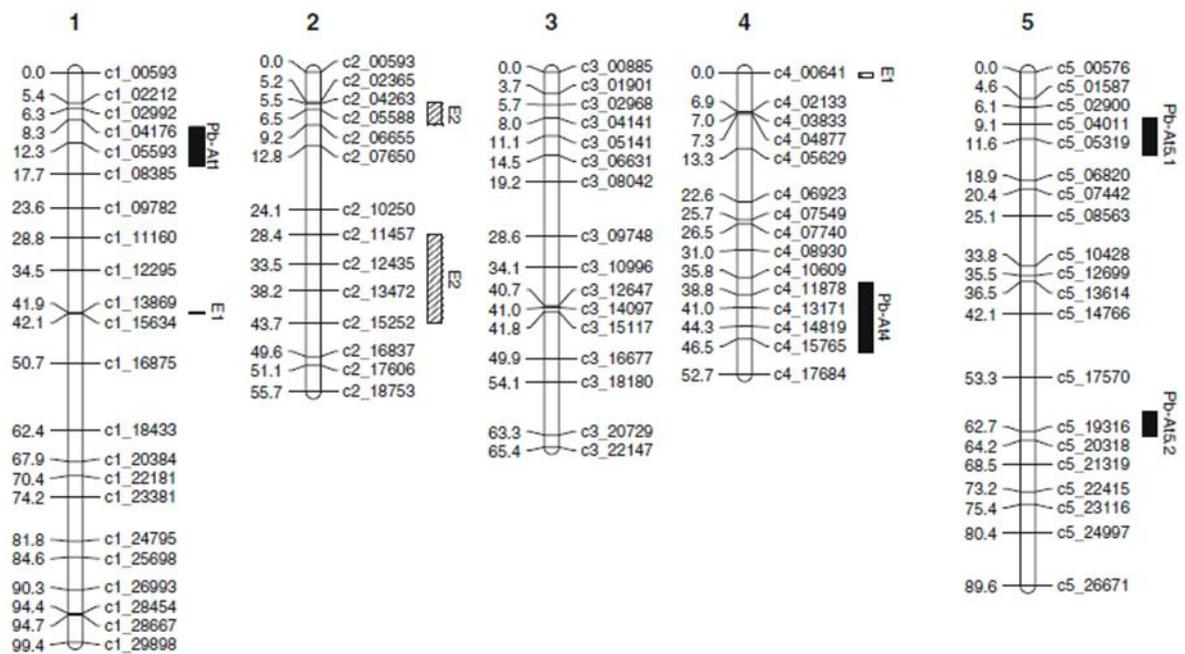 1
0.0 c1_00593
5.4 c1_02212
6.3 c1_02992
8.3 c1_04176
12.3 c1_05593
17.7 c1_08385
23.6 c1_09782
28.8 c1_11160
34.5 c1_12295
41.9 c1_13869
42.1 c1_15634
50.7 c1_16875
62.4 c1_18433
67.9 c1_20384
70.4 c1_22181
74.2 c1_23381
81.8 c1_24795
84.6 c1_25698
90.3 c1_26993
94.4 c1_28454
94.7 c1_28667
99.4 c1_29898
Pb-At1
E1
2
0.0 c2_00593
5.2 c2_02365
5.5 c2_04263
6.5 c2_05588
9.2 c2_06655
12.8 c2_07650
24.1 c2_10250
28.4 c2_11457
33.5 c2_12435
38.2 c2_13472
43.7 c2_15252
49.6 c2_16837
51.1 c2_17606
55.7 c2_18753
E2
E2
3
0.0 c3_00885
3.7 c3_01901
5.7 c3_02968
8.0 c3_04141
11.1 c3_05141
14.5 c3_06631
19.2 c3_08042
28.6 c3_09748
34.1 c3_10996
40.7 c3_12647
41.0 c3_14097
41.8 c3_15117
49.9 c3_16677
54.1 c3_18180
63.3 c3_20729
65.4 c3_22147
4
0.0 c4_00641
6.9 c4_02133
7.0 c4_03833
7.3 c4_04877
13.3 c4_05629
22.6 c4_06923
25.7 c4_07549
26.5 c4_07740
31.0 c4_08930
35.8 c4_10609
38.8 c4_11878
41.0 c4_13171
44.3 c4_14819
46.5 c4_15765
52.7 c4_17684
E1
Pb-At4
5
0.0 c5_00576
4.6 c5_01587
6.1 c5_02900
9.1 c5_04011
11.6 c5_05319
18.9 c5_06820
20.4 c5_07442
25.1 c5_08563
33.8 c5_10428
35.5 c5_12699
36.5 c5_13614
42.1 c5_14766
53.3 c5_17570
62.7 c5_19316
64.2 c5_20318
68.5 c5_21319
73.2 c5_22415
75.4 c5_23116
80.4 c5_24997
89.6 c5_26671
Pb-At5.1
Pb-At5.2